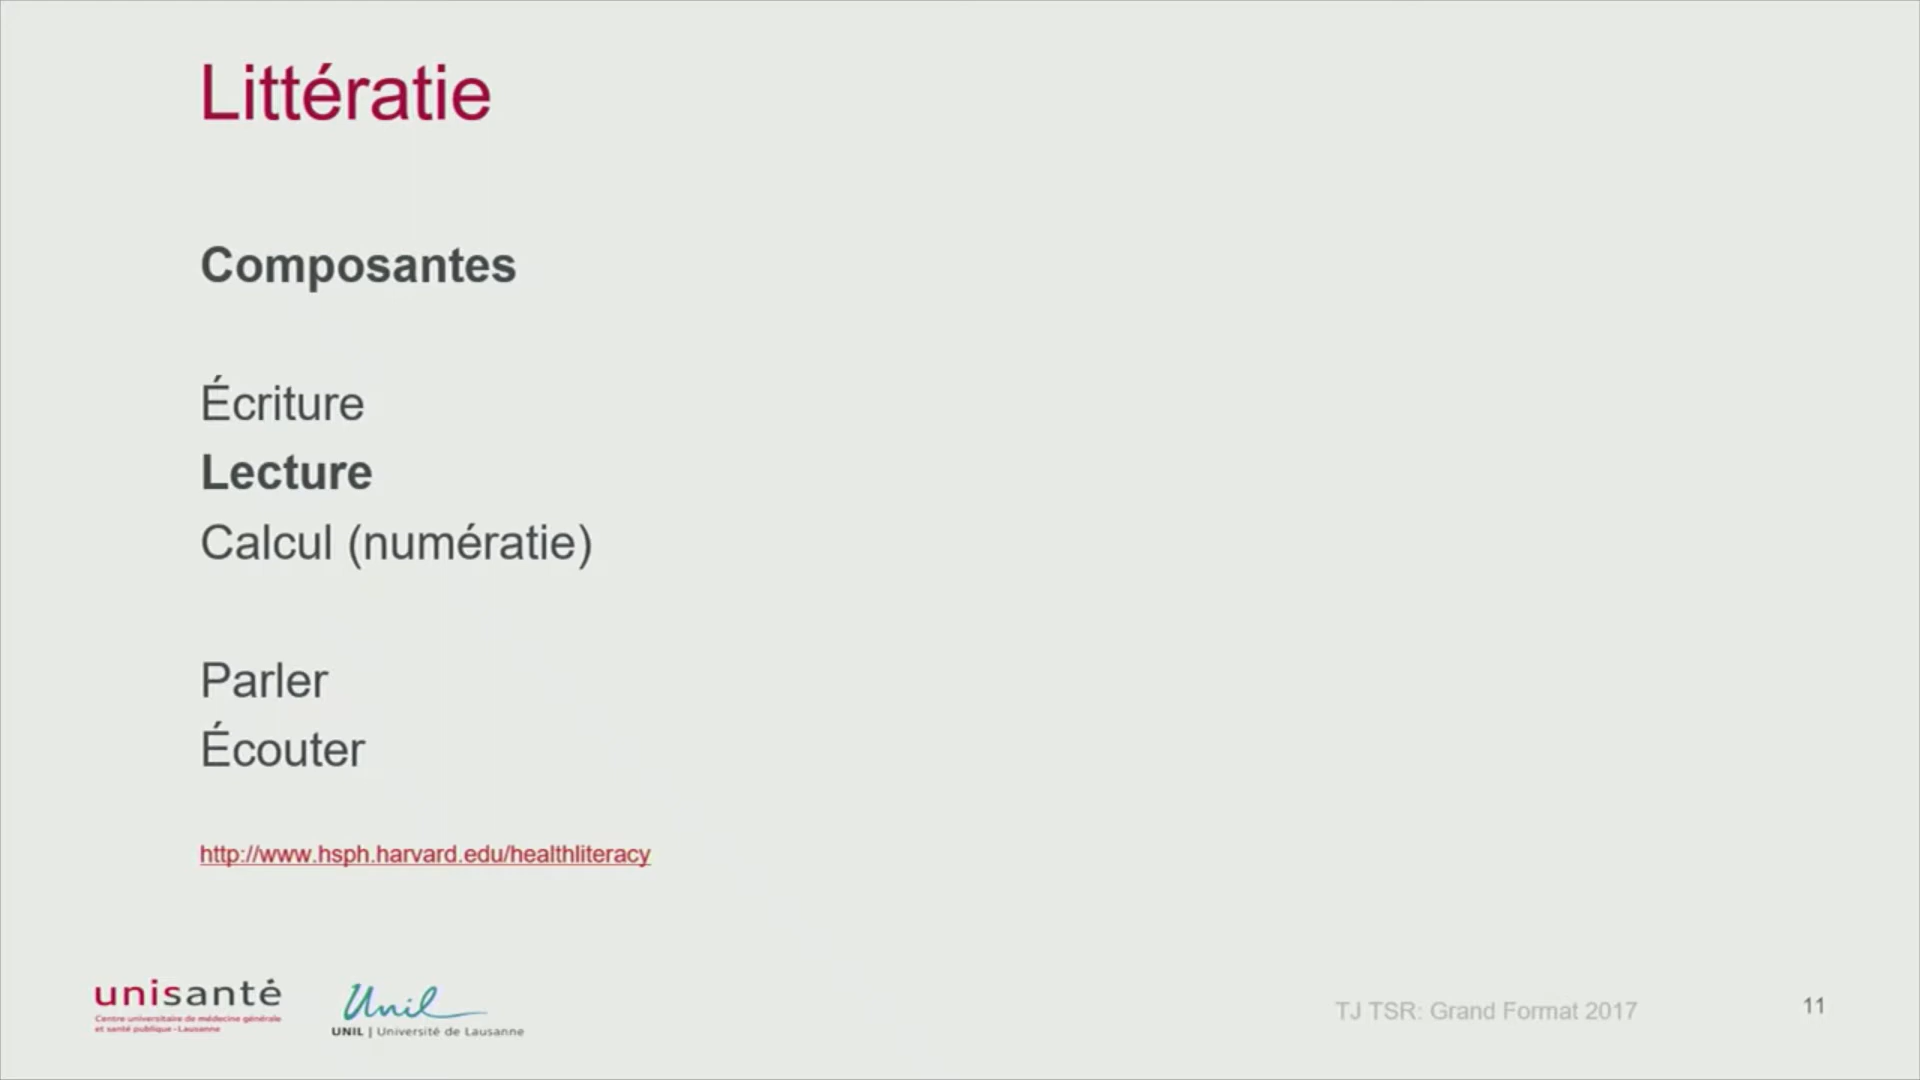 Littératie
Composantes
Écriture
Lecture
Calcul (numératie)
Parler
Écouter
http://www.hsph.harvard.edu/healthliteracy
unisanté
Centre universitaire de médecine générale
et santé publique - Lausanne
Unil
UNIL | Université de Lausanne
TJ TSR: Grand Format 2017
11